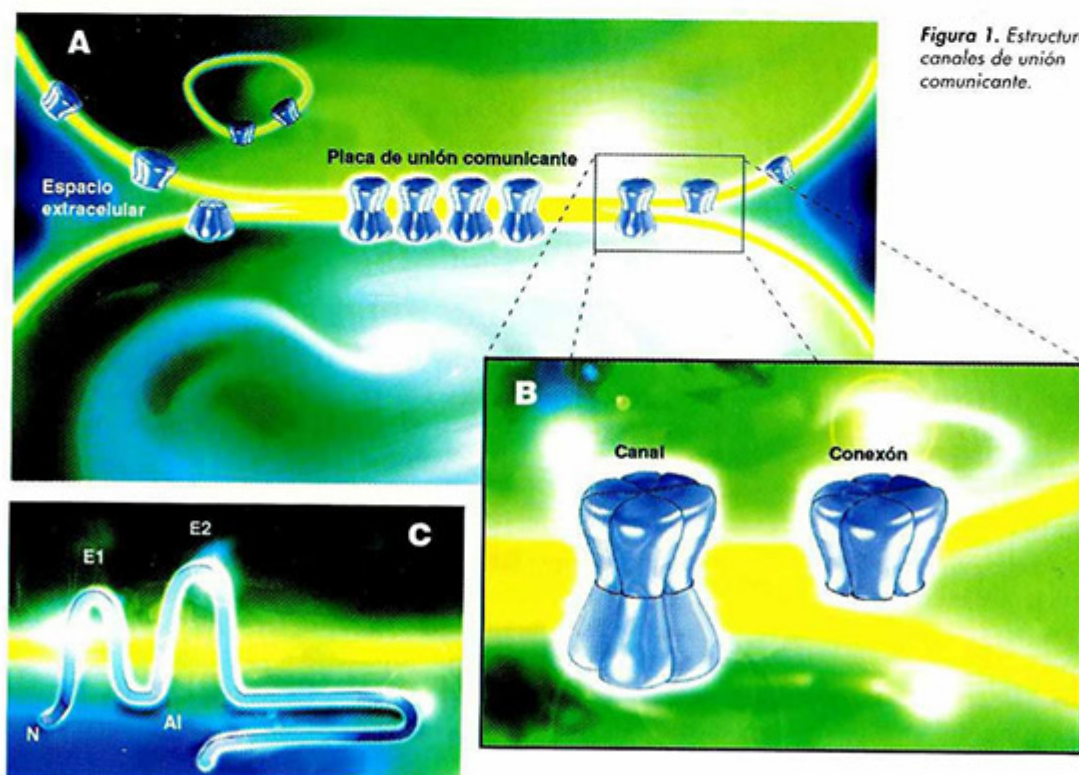 Figura 1. Estructur
canales de unión
comunicante.
A
Placa de unión comunicante
Espacio
extracelular
B
Canal
Conexón
C
E2
E1
N
AI